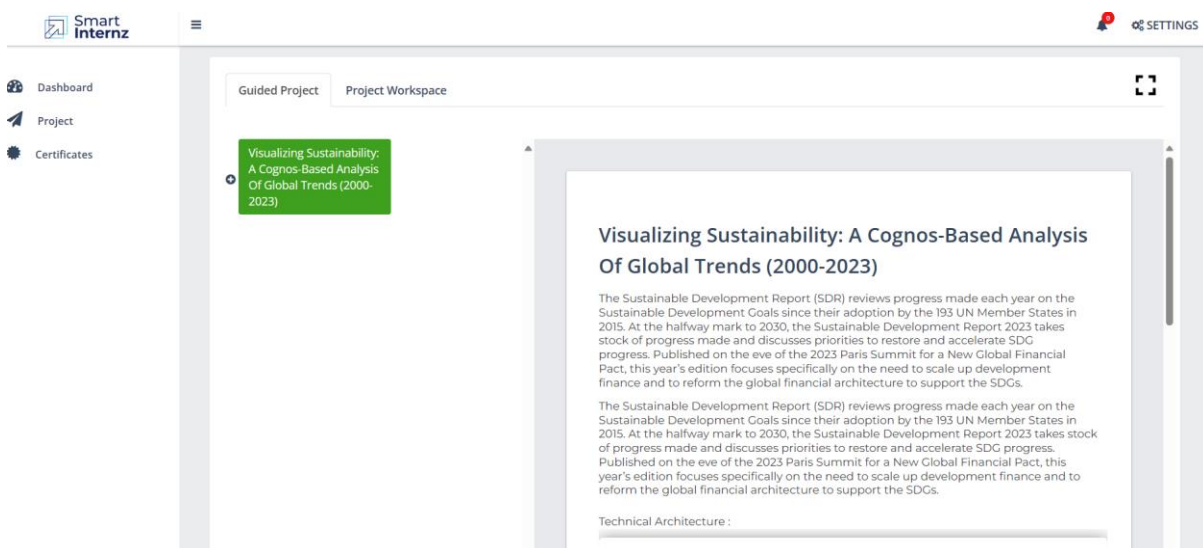 Smart
Internz
0
SETTINGS
Dashboard
Project
Certificates
Guided Project
Project Workspace
Visualizing Sustainability:
A Cognos-Based Analysis
Of Global Trends (2000-
2023)
Visualizing Sustainability: A Cognos-Based Analysis
Of Global Trends (2000-2023)
The Sustainable Development Report (SDR) reviews progress made each year on the
Sustainable Development Goals since their adoption by the 193 UN Member States in
2015. At the halfway mark to 2030, the Sustainable Development Report 2023 takes
stock of progress made and discusses priorities to restore and accelerate SDG
progress. Published on the eve of the 2023 Paris Summit for a New Global Financial
Pact, this year's edition focuses specifically on the need to scale up development
finance and to reform the global financial architecture to support the SDGs.
The Sustainable Development Report (SDR) reviews progress made each year on the
Sustainable Development Goals since their adoption by the 193 UN Member States in
2015. At the halfway mark to 2030, the Sustainable Development Report 2023 takes stock
of progress made and discusses priorities to restore and accelerate SDG progress.
Published on the eve of the 2023 Paris Summit for a New Global Financial Pact, this
year's edition focuses specifically on the need to scale up development finance and to
reform the global financial architecture to support the SDGs.
Technical Architecture :